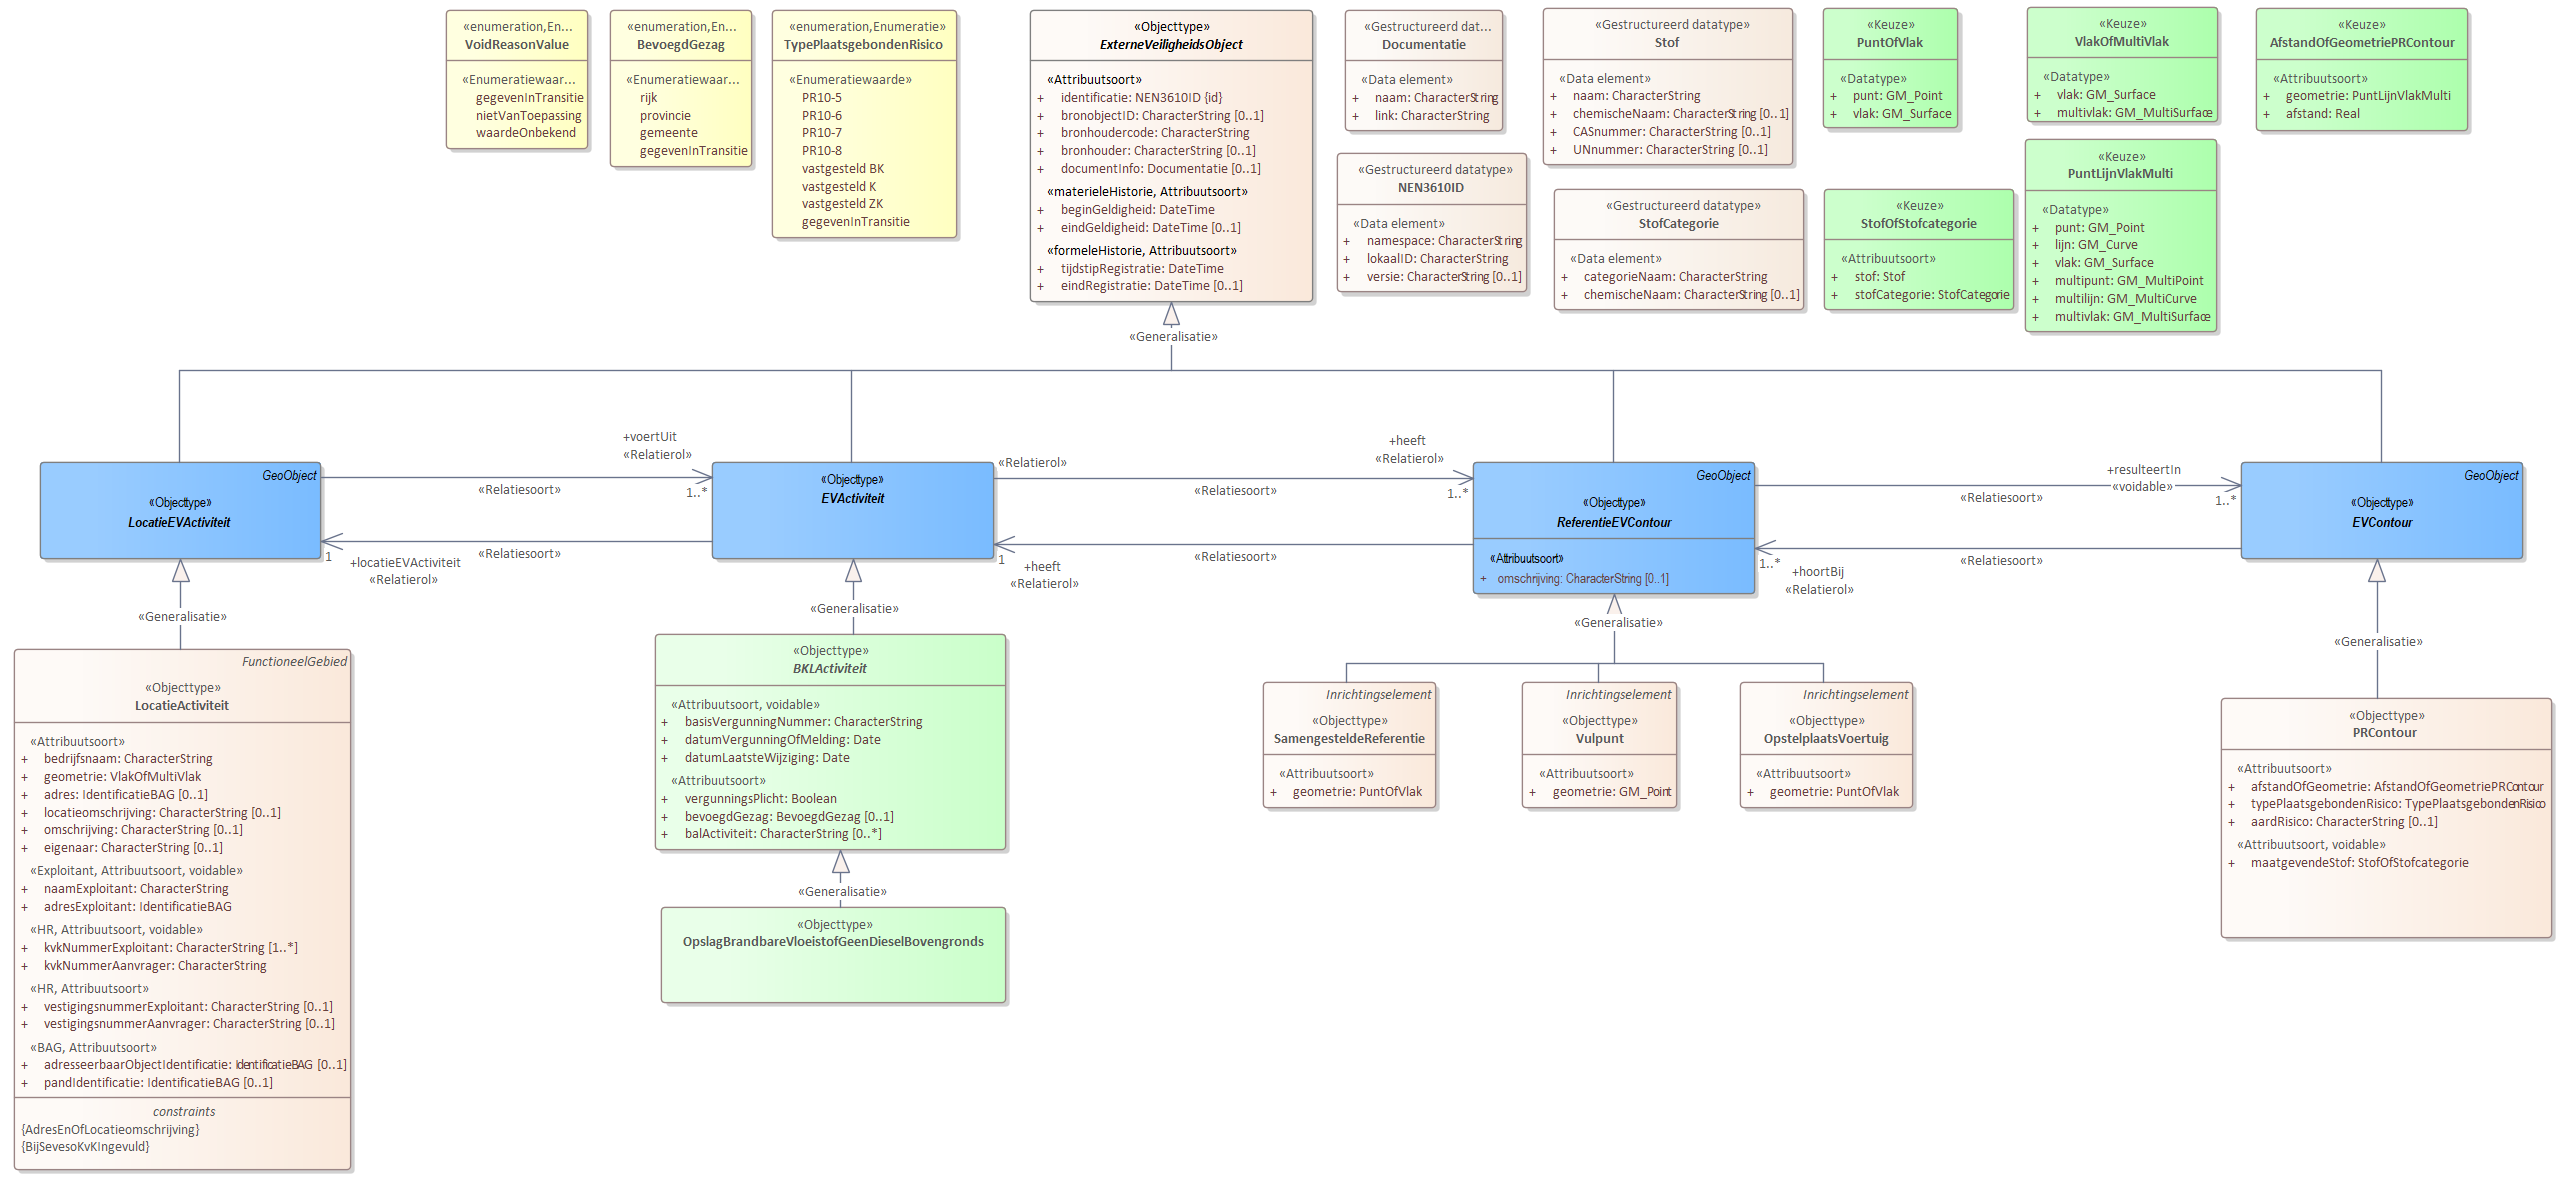 «enumeration,En...
VoidReasonValue
«Enumeratiewaar...
gegevenInTransitie
nietVanToepassing
waardeOnbekend
«enumeration,En...
BevoegdGezag
«Enumeratiewaar...
rijk
provincie
gemeente
gegevenInTransitie
«enumeration,Enumeratie»
TypePlaatsgebondenRisico
«Enumeratiewaarde»
PR10-5
PR10-6
PR10-7
PR10-8
vastgesteld BK
vastgesteld K
vastgesteld ZK
gegevenInTransitie
«Objecttype»
ExterneVeiligheidsObject
«Attribuutsoort»
+ identificatie: NEN3610ID {id}
+ bronobjectID: CharacterString [0..1]
+ bronhoudercode: CharacterString
+ bronhouder: CharacterString [0..1]
+ documentInfo: Documentatie [0..1]
«materieleHistorie, Attribuutsoort»
+ beginGeldigheid: DateTime
+ eindGeldigheid: DateTime [0..1]
«formeleHistorie, Attribuutsoort»
+ tijdstipRegistratie: DateTime
+ eindRegistratie: DateTime [0..1]
«Gestructureerd dat...
Documentatie
«Data element»
+ naam: CharacterString
+ link: CharacterString
«Gestructureerd datatype»
NEN3610ID
«Data element»
+ namespace: CharacterString
+ lokaalID: CharacterString
+ versie: CharacterString [0..1]
«Gestructureerd datatype»
Stof
«Data element»
+ naam: CharacterString
+ chemischeNaam: CharacterString [0..1]
+ CASnummer: CharacterString [0..1]
+ UNnummer: CharacterString [0..1]
«Gestructureerd datatype»
StofCategorie
«Data element»
+ categorieNaam: CharacterString
+ chemischeNaam: CharacterString [0..1]
«Keuze»
PuntOfVlak
«Datatype»
+ punt: GM_Point
+ vlak: GM_Surface
«Keuze»
StofOfStofcategorie
«Attribuutsoort»
+ stof: Stof
+ stofCategorie: StofCategorie
«Keuze»
VlakOfMultiVlak
«Datatype»
+ vlak: GM_Surface
+ multivlak: GM_MultiSurface
«Keuze»
PuntLijnVlakMulti
«Datatype»
+ punt: GM_Point
+ lijn: GM_Curve
+ vlak: GM_Surface
+ multipunt: GM_MultiPoint
+ multilijn: GM_MultiCurve
+ multivlak: GM_MultiSurface
«Keuze»
AfstandOfGeometriePRContour
«Attribuutsoort»
+ geometrie: PuntLijnVlakMulti
+ afstand: Real
«Generalisatie»
GeoObject
«Objecttype»
LocatieEVActiviteit
+voertUit
«Relatierol»
1..*
«Relatiesoort»
«Relatiesoort»
1
+locatieEVActiviteit
«Relatierol»
«Objecttype»
EVActiviteit
«Relatierol»
+heeft
«Relatierol»
1..*
«Relatiesoort»
«Relatiesoort»
1
+heeft
«Relatierol»
GeoObject
«Objecttype»
ReferentieEVContour
«Attribuutsoort»
+ omschrijving: CharacterString [0..1]
+resulteertIn
«voidable»
1..*
«Relatiesoort»
«Relatiesoort»
1..*
+hoortBij
«Relatierol»
GeoObject
«Objecttype»
EVContour
«Generalisatie»
FunctioneelGebied
«Objecttype»
LocatieActiviteit
«Attribuutsoort»
+ bedrijfsnaam: CharacterString
+ geometrie: VlakOfMultiVlak
+ adres: IdentificatieBAG [0..1]
+ locatieomschrijving: CharacterString [0..1]
+ omschrijving: CharacterString [0..1]
+ eigenaar: CharacterString [0..1]
«Exploitant, Attribuutsoort, voidable»
+ naamExploitant: CharacterString
+ adresExploitant: IdentificatieBAG
«HR, Attribuutsoort, voidable»
+ kvkNummerExploitant: CharacterString [1..*]
+ kvkNummerAanvrager: CharacterString
«HR, Attribuutsoort»
+ vestigingsnummerExploitant: CharacterString [0..1]
+ vestigingsnummerAanvrager: CharacterString [0..1]
«BAG, Attribuutsoort»
+ adresseerbaarObjectIdentificatie: IdentificatieBAG [0..1]
+ pandIdentificatie: IdentificatieBAG [0..1]
constraints
{AdresEnOfLocatieomschrijving}
{BijSevesoKvKIngevuld}
«Generalisatie»
«Objecttype»
BKLActiviteit
«Attribuutsoort, voidable»
+ basisVergunningNummer: CharacterString
+ datumVergunningOfMelding: Date
+ datumLaatsteWijziging: Date
«Attribuutsoort»
+ vergunningsPlicht: Boolean
+ bevoegdGezag: BevoegdGezag [0..1]
+ balActiviteit: CharacterString [0..*]
«Generalisatie»
«Objecttype»
OpslagBrandbareVloeistofGeenDieselBovengronds
«Generalisatie»
Inrichtingselement
«Objecttype»
SamengesteldeReferentie
«Attribuutsoort»
+ geometrie: PuntOfVlak
Inrichtingselement
«Objecttype»
Vulpunt
«Attribuutsoort»
+ geometrie: GM_Point
Inrichtingselement
«Objecttype»
OpstelplaatsVoertuig
«Attribuutsoort»
+ geometrie: PuntOfVlak
«Generalisatie»
«Objecttype»
PRContour
«Attribuutsoort»
+ afstandOfGeometrie: AfstandOfGeometriePRContour
+ typePlaatsgebondenRisico: TypePlaatsgebondenRisico
+ aardRisico: CharacterString [0..1]
«Attribuutsoort, voidable»
+ maatgevendeStof: StofOfStofcategorie